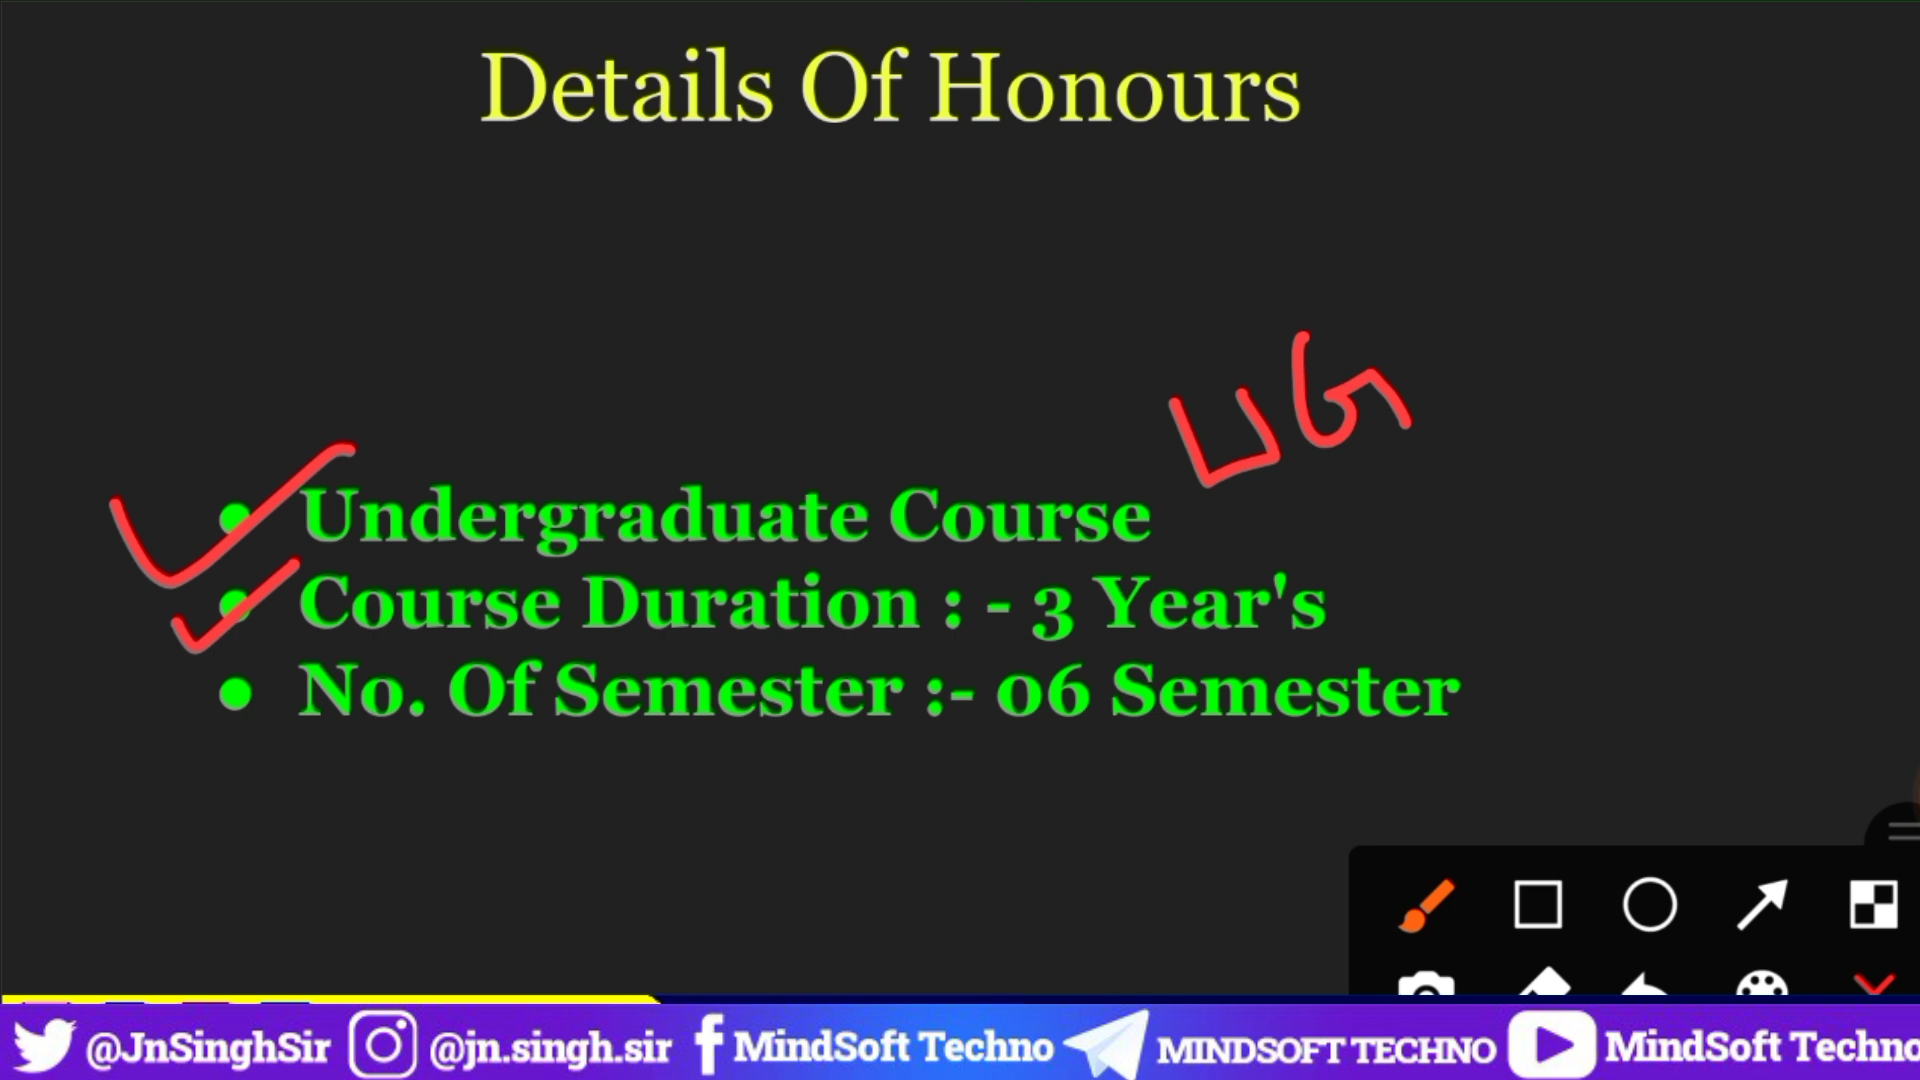 Details Of Honours
UG
Undergraduate Course
Course Duration : - 3 Year's
No. Of Semester :- 06 Semester
@JnSinghSir @jn.singh.sir MindSoft Techno MINDSOFT TECHNO MindSoft Techno